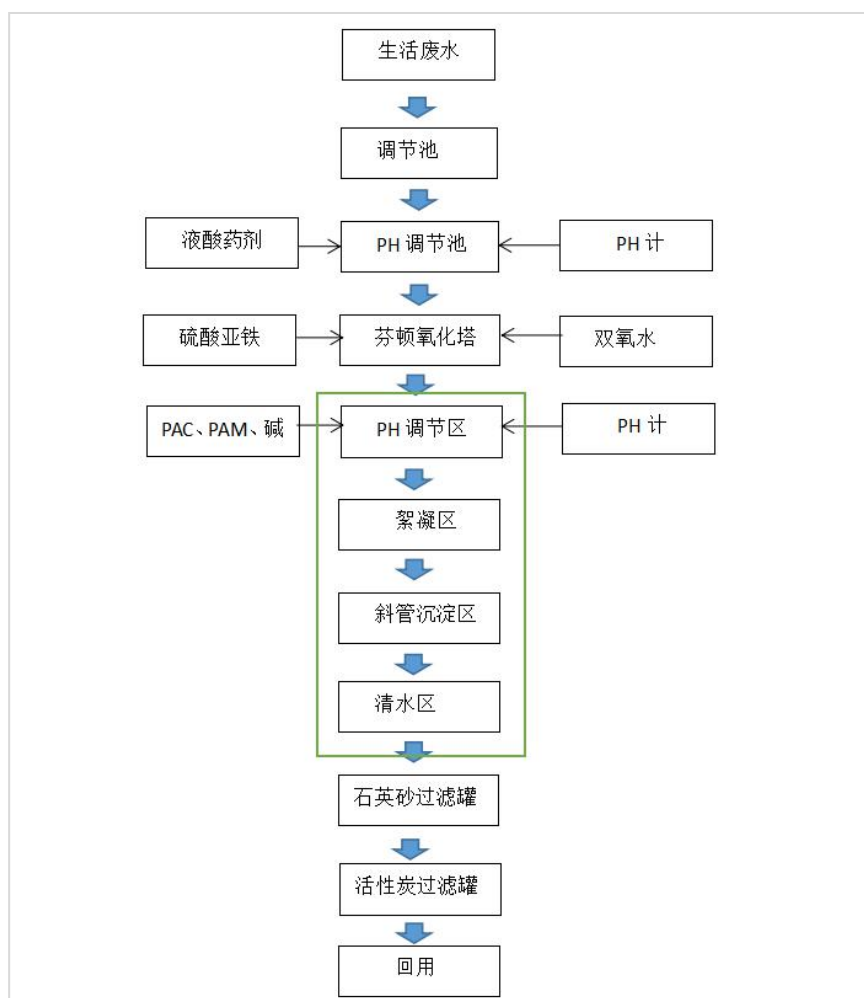 生活废水
调节池
液酸药剂
PH 调节池
PH 计
硫酸亚铁
芬顿氧化塔
双氧水
PAC、PAM、碱
PH 调节区
PH 计
絮凝区
斜管沉淀区
清水区
石英砂过滤罐
活性炭过滤罐
回用